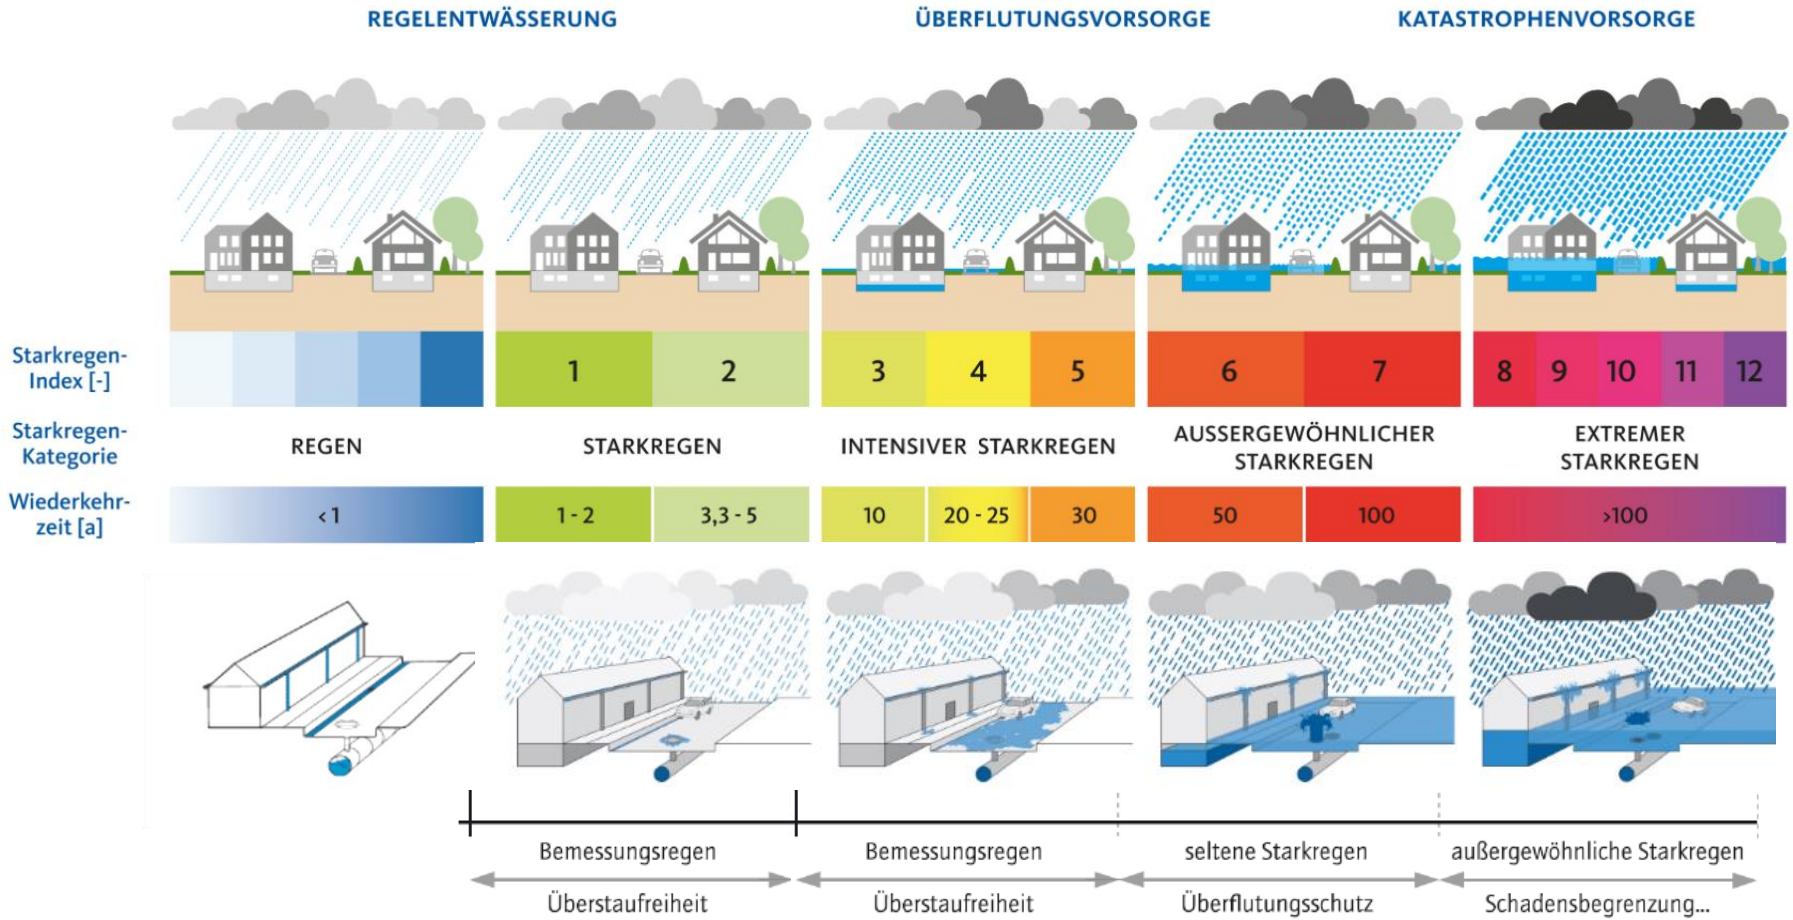 REGELENTWÄSSERUNG ÜBERFLUTUNGSVORSORGE KATASTROPHENVORSORGE
Starkregen-
Index [-]
1 2 3 4 5 6 7 8 9 10 11 12
Starkregen-
Kategorie
REGEN
STARKREGEN
INTENSIVER STARKREGEN
AUSSERGEWÖHNLICHER
STARKREGEN
EXTREMER
STARKREGEN
Wiederkehr-
zeit [a]
<1 1 - 2 3,3 - 5 10 20 - 25 30 50 100 >100
Bemessungsregen Bemessungsregen seltene Starkregen außergewöhnliche Starkregen
Überstaufreiheit Überstaufreiheit Überflutungsschutz Schadensbegrenzung...